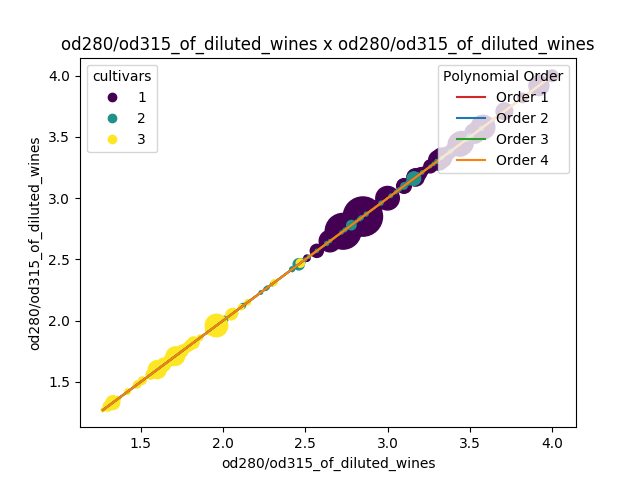 od280/od315_of_diluted_wines x od280/od315_of_diluted_wines
cultivars
1
2
3
Polynomial Order
Order 1
Order 2
Order 3
Order 4
4.0
3.5
3.0
2.5
2.0
1.5
od280/od315_of_diluted_wines
1.5
2.0
2.5
3.0
3.5
4.0
od280/od315_of_diluted_wines